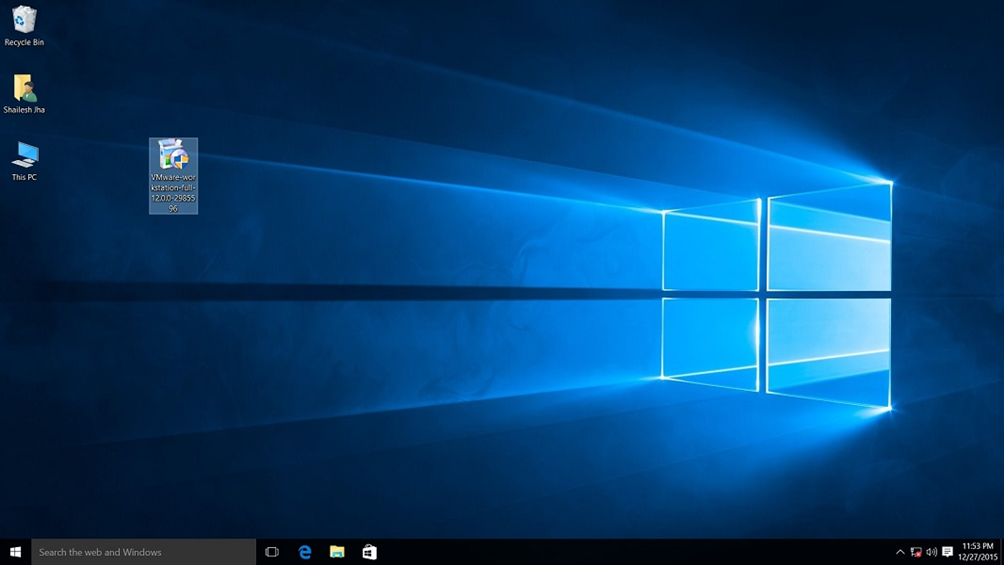 Recycle Bin
Shailesh Jha
This PC
VMware-wor
kstation-full-
12.0.0-29855
96
Search the web and Windows
11:53 PM
12/27/2015